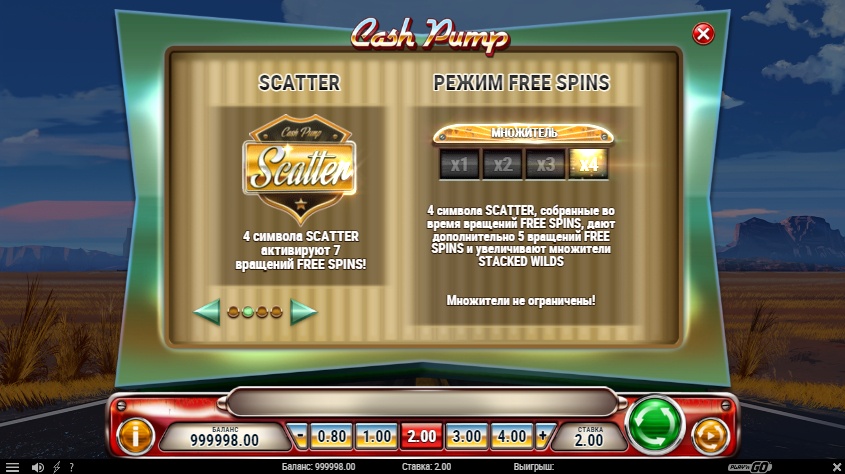 Cash Pump
SCATTER
РЕЖИМ FREE SPINS
Cash Pump
Scatter
МНОЖИТЕЛЬ
x1 x2 x3 x4
4 символа SCATTER
активируют 7
вращений FREE SPINS!
4 символа SCATTER, собранные во
время вращений FREE SPINS, дают
дополнительно 5 вращений FREE
SPINS и увеличивают множители
STACKED WILDS
Множители не ограничены!
БАЛАНС
999998.00
- 0.80 1.00 2.00 3.00 4.00 +
СТАВКА
2.00
?
Баланс: 999998.00 Ставка: 2.00 Выигрыш:
PLAY'N GO